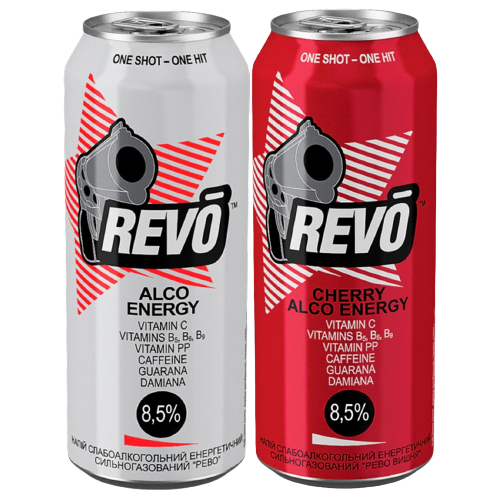 ONE SHOT – ONE HIT
REVŌ™
ALCO
ENERGY
VITAMIN C
VITAMINS B₅, B₆, B₉
VITAMIN PP
CAFFEINE
GUARANA
DAMIANA
8,5%
НАПІЙ СЛАБОАЛКОГОЛЬНИЙ ЕНЕРГЕТИЧНИЙ
СИЛЬНОГАЗОВАНИЙ "РЕВО"
ONE SHOT – ONE HIT
REVŌ™
CHERRY
ALCO ENERGY
VITAMIN C
VITAMINS B₅, B₆, B₉
VITAMIN PP
CAFFEINE
GUARANA
DAMIANA
8,5%
НАПІЙ СЛАБОАЛКОГОЛЬНИЙ ЕНЕРГЕТИЧНИЙ
СИЛЬНОГАЗОВАНИЙ "РЕВО ВИШНЯ"